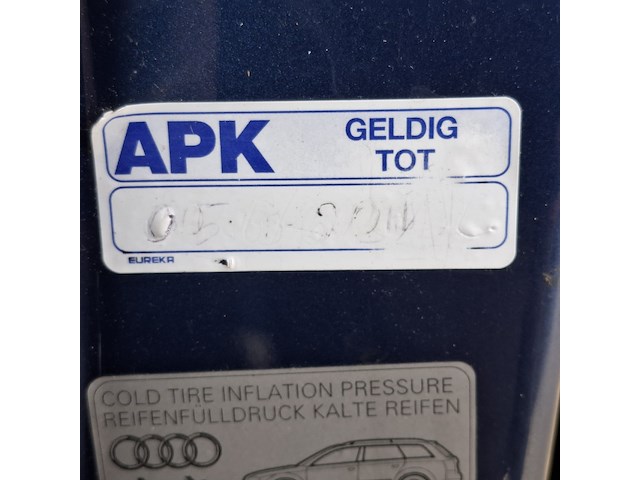 APK
GELDIG
TOT
EUREKA
COLD TIRE INFLATION PRESSURE
REIFENFÜLLDRUCK KALTE REIFEN